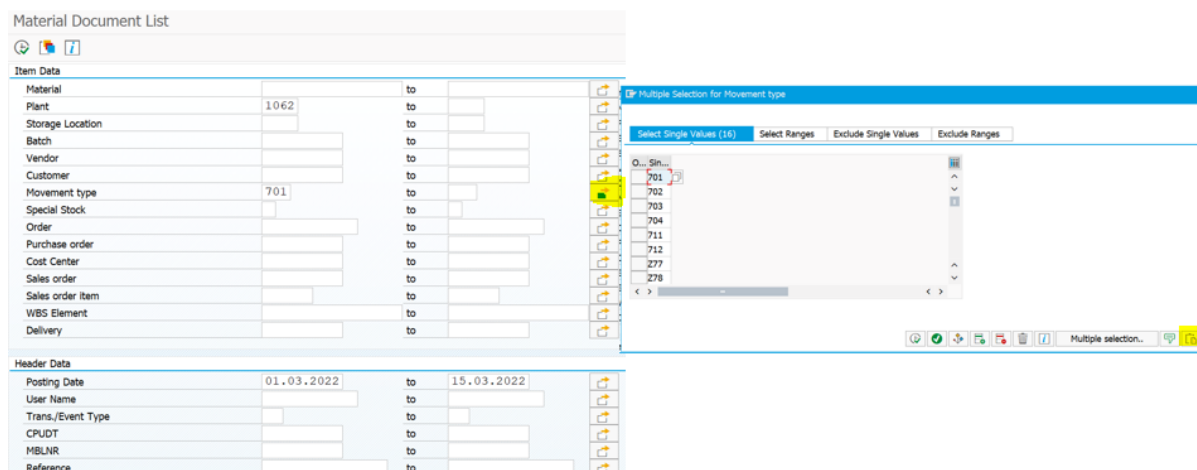 Material Document List
Item Data
Material to
Plant 1062 to
Storage Location to
Batch to
Vendor to
Customer to
Movement type 701 to
Special Stock to
Order to
Purchase order to
Cost Center to
Sales order to
Sales order item to
WBS Element to
Delivery to
Header Data
Posting Date 01.03.2022 to 15.03.2022
User Name to
Trans./Event Type to
CPUDT to
MBLNR to
Reference to
Multiple Selection for Movement type
Select Single Values (16) Select Ranges Exclude Single Values Exclude Ranges
O... Sin...
701
702
703
704
711
712
Z77
Z78
Multiple selection..